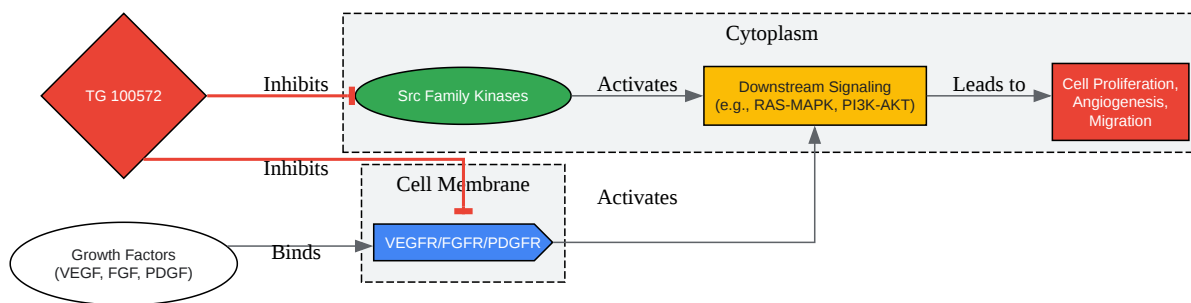 Cytoplasm
TG 100572
Inhibits
Src Family Kinases
Activates
Downstream Signaling
(e.g., RAS-MAPK, PI3K-AKT)
Leads to
Cell Proliferation,
Angiogenesis,
Migration
Inhibits
Cell Membrane
Activates
Growth Factors
(VEGF, FGF, PDGF)
Binds
VEGFR/FGFR/PDGFR